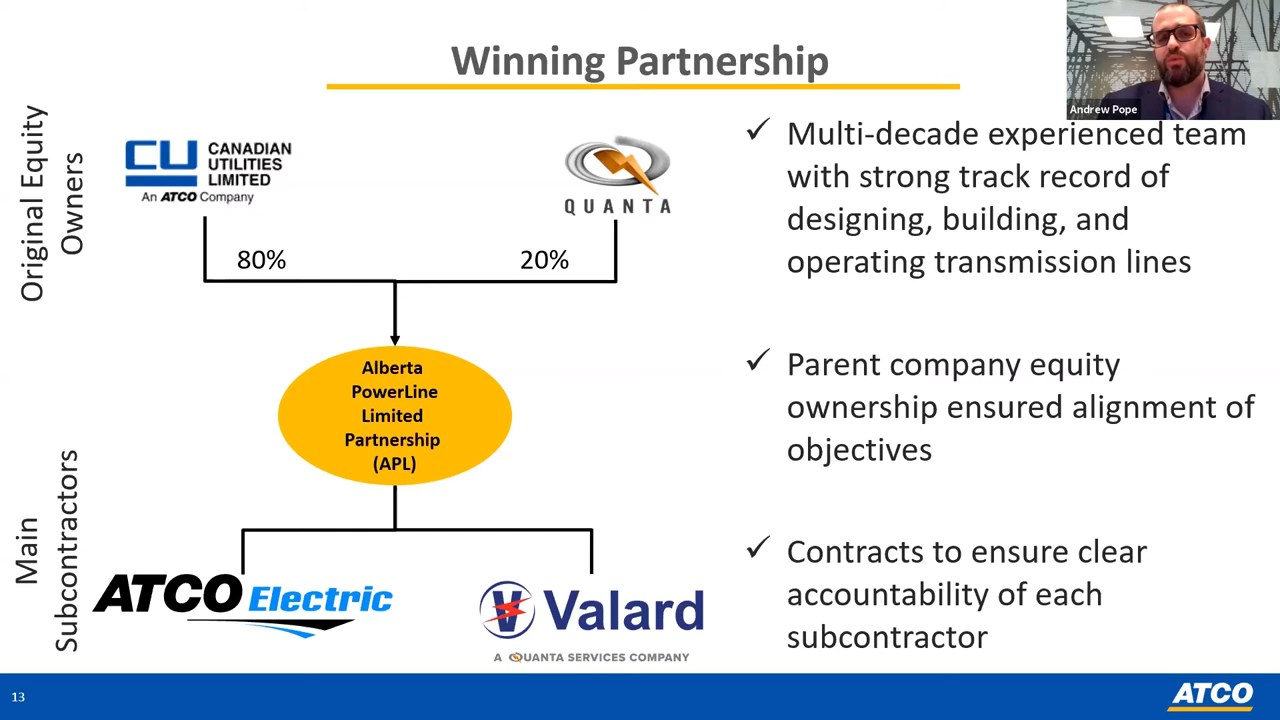 Winning Partnership
Andrew Pope
Original Equity
Owners
CU CANADIAN
UTILITIES
LIMITED
An ATCO Company
QUANTA
80%
20%
Alberta
PowerLine
Limited
Partnership
(APL)
Main
Subcontractors
ATCO Electric
Valard
A QUANTA SERVICES COMPANY
✓ Multi-decade experienced team
with strong track record of
designing, building, and
operating transmission lines
✓ Parent company equity
ownership ensured alignment of
objectives
✓ Contracts to ensure clear
accountability of each
subcontractor
13
ATCO